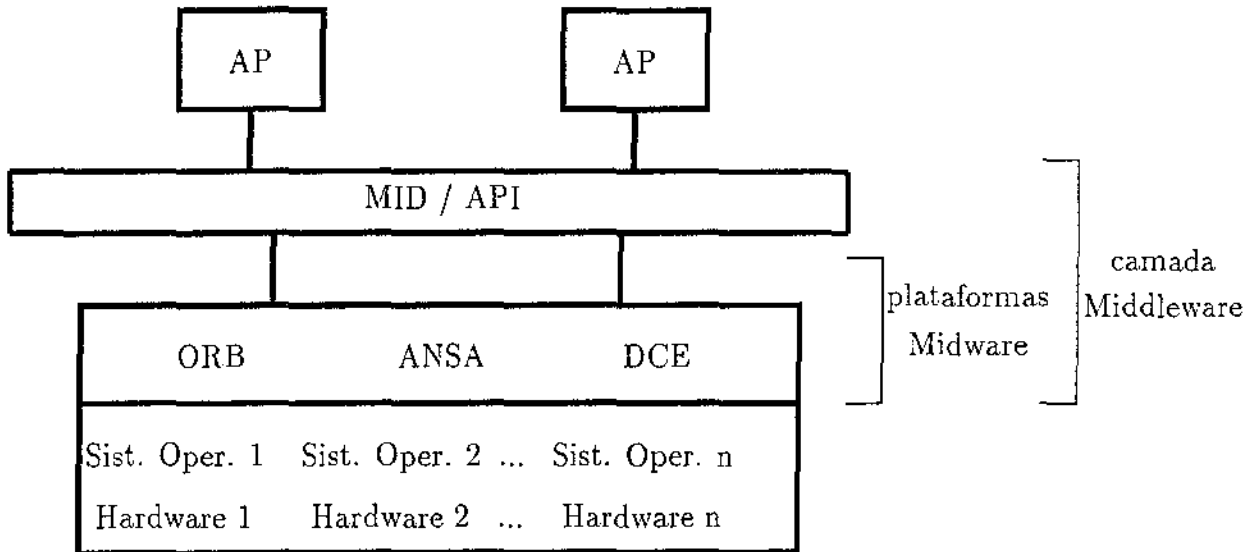 AP AP
MID / API
camada
Middleware
plataformas
Midware
ORB ANSA DCE
Sist. Oper. 1 Sist. Oper. 2 ... Sist. Oper. n
Hardware 1 Hardware 2 ... Hardware n